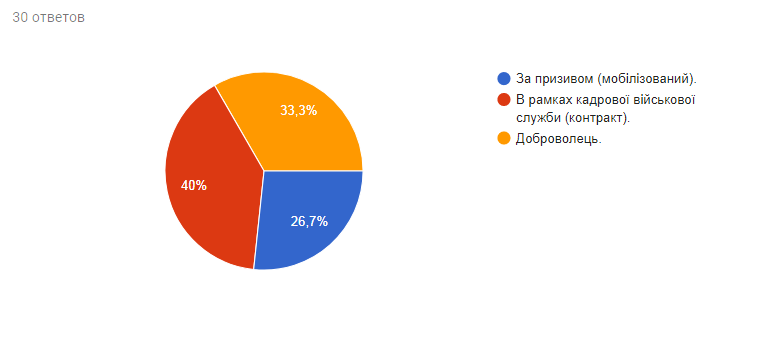 30 ответов
33,3%
40%
26,7%
За призивом (мобілізований).
В рамках кадрової військової
служби (контракт).
Доброволець.